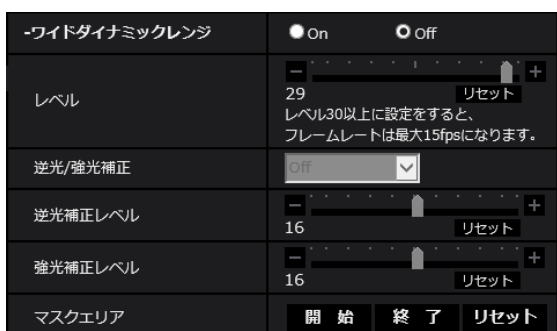 -ワイドダイナミックレンジ On Off
レベル
29 リセット
レベル30以上に設定をすると、
フレームレートは最大15fpsになります。
逆光/強光補正 Off
逆光補正レベル
16 リセット
強光補正レベル
16 リセット
マスクエリア 開 始 終 了 リセット